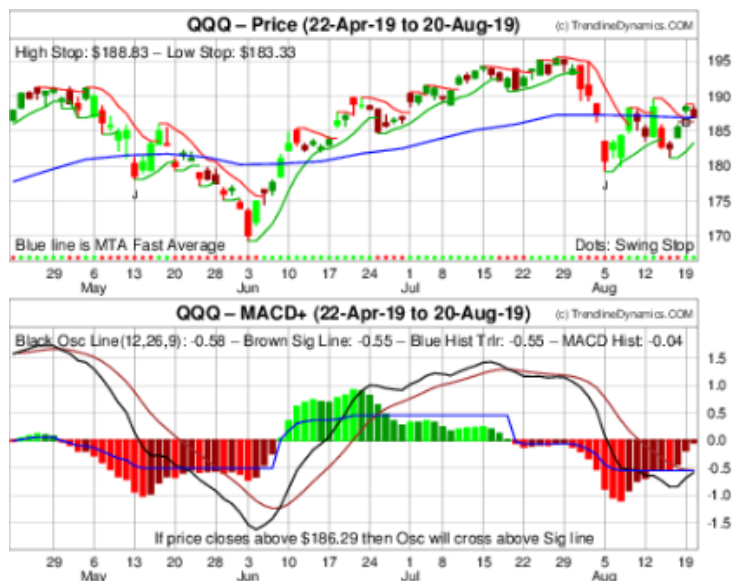 QQQ – Price (22-Apr-19 to 20-Aug-19) (c) TrendlineDynamics.COM
High Stop: $188.83 – Low Stop: $183.33
195
190
185
180
175
170
J
J
Blue line is MTA Fast Average Dots: Swing Stop
29 6 13 20 28 3 10 17 24 1 8 15 22 29 5 12 19
May Jun Jul Aug
QQQ – MACD+ (22-Apr-19 to 20-Aug-19) (c) TrendlineDynamics.COM
Black Osc Line(12,26,9): -0.58 – Brown Sig Line: -0.55 – Blue Hist Trlr: -0.55 – MACD Hist: -0.04
1.5
1.0
0.5
0.0
-0.5
-1.0
-1.5
If price closes above $186.29 then Osc will cross above Sig line
29 6 13 20 28 3 10 17 24 1 8 15 22 29 5 12 19
May Jun Jul Aug